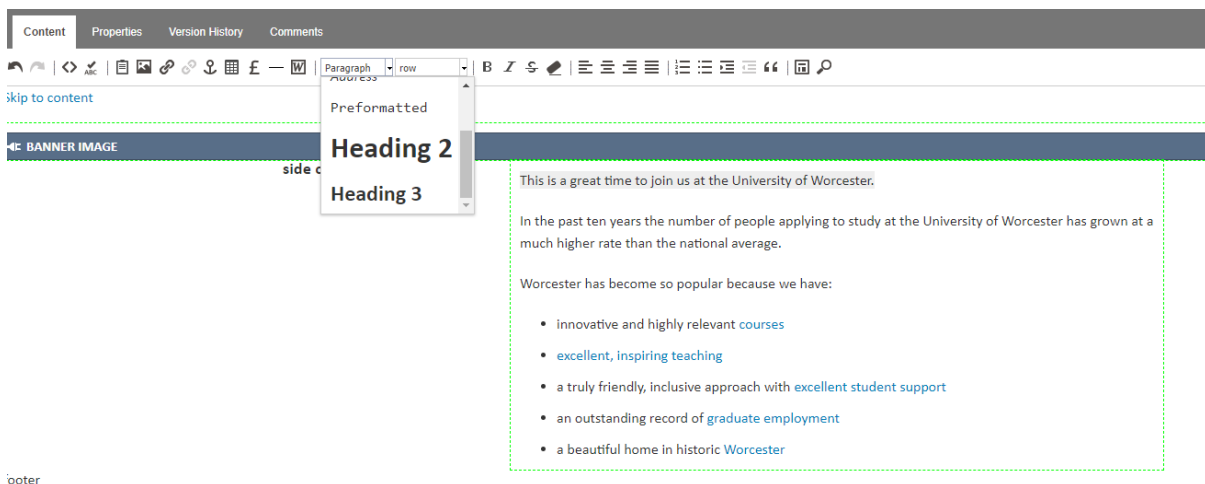 Content Properties Version History Comments
ABC £ W Paragraph row B I S
Address
Skip to content
Preformatted
BANNER IMAGE
Heading 2
side
Heading 3
This is a great time to join us at the University of Worcester.
In the past ten years the number of people applying to study at the University of Worcester has grown at a
much higher rate than the national average.
Worcester has become so popular because we have:
• innovative and highly relevant courses
• excellent, inspiring teaching
• a truly friendly, inclusive approach with excellent student support
• an outstanding record of graduate employment
• a beautiful home in historic Worcester
footer